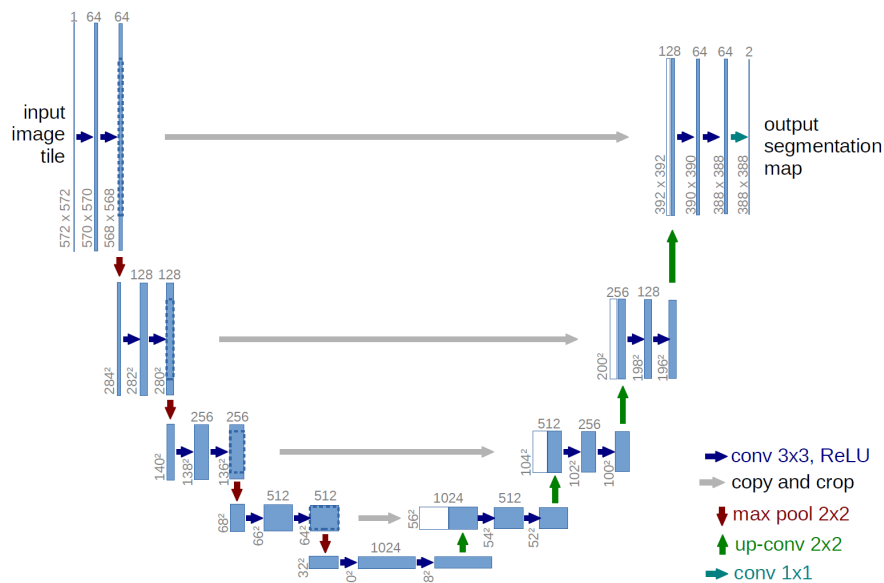 1 64 64
128 64 64 2
input
image
tile
output
segmentation
map
572 x 572
570 x 570
568 x 568
392 x 392
390 x 390
388 x 388
388 x 388
128 128
256 128
284²
282²
280²
200²
198²
196²
256 256
512 256
140²
138²
136²
104²
102²
100²
512 512
1024 512
68²
66²
64²
56²
54²
52²
1024
32²
0²
8²
conv 3x3, ReLU
copy and crop
max pool 2x2
up-conv 2x2
conv 1x1